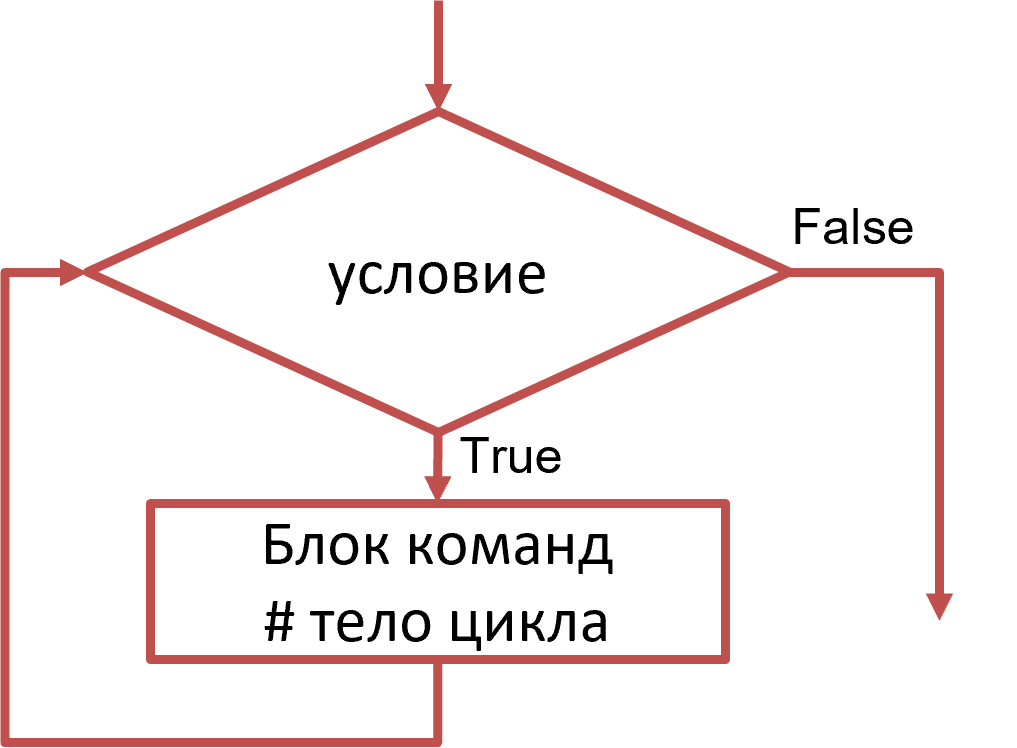 False
условие
True
Блок команд
# тело цикла